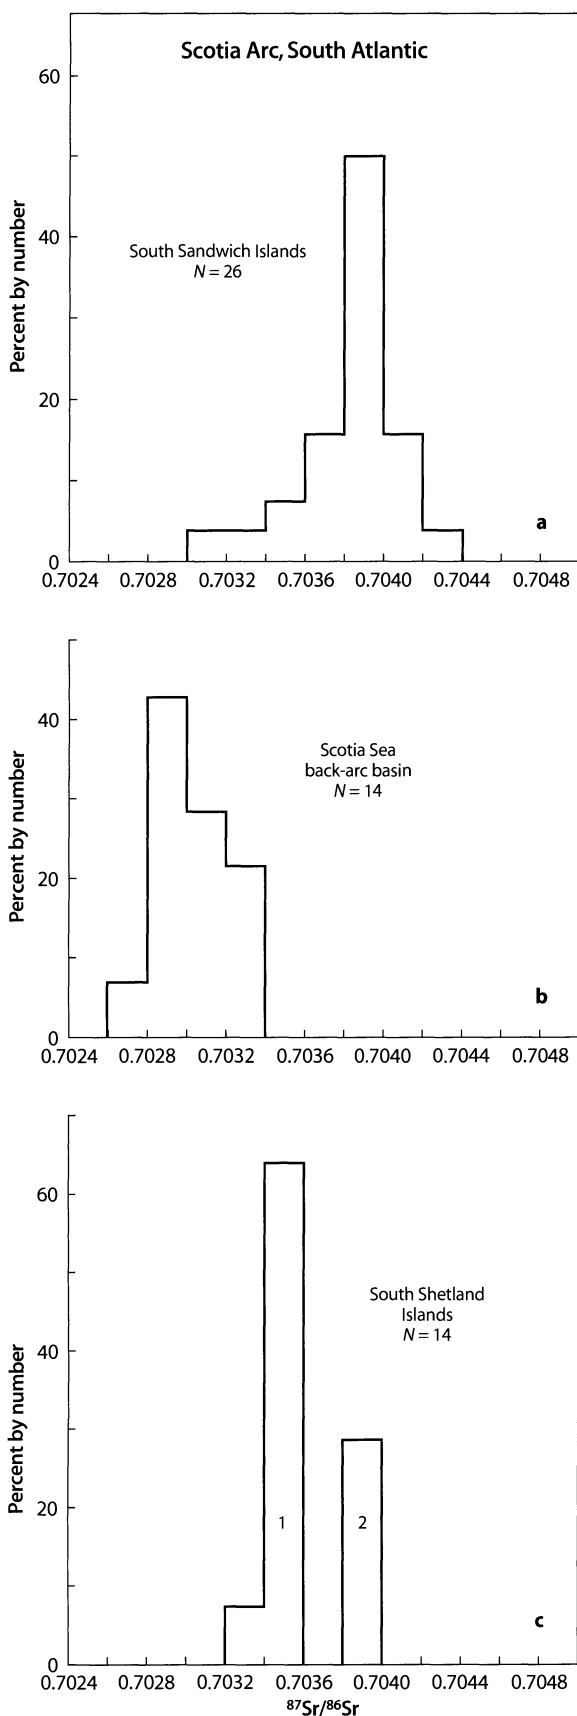 Scotia Arc, South Atlantic
60
40
20
0
Percent by number
South Sandwich Islands
N = 26
a
0.7024 0.7028 0.7032 0.7036 0.7040 0.7044 0.7048
40
20
0
Percent by number
Scotia Sea
back-arc basin
N = 14
b
0.7024 0.7028 0.7032 0.7036 0.7040 0.7044 0.7048
60
40
20
0
Percent by number
South Shetland
Islands
N = 14
1 2
c
0.7024 0.7028 0.7032 0.7036 0.7040 0.7044 0.7048
⁸⁷Sr/⁸⁶Sr